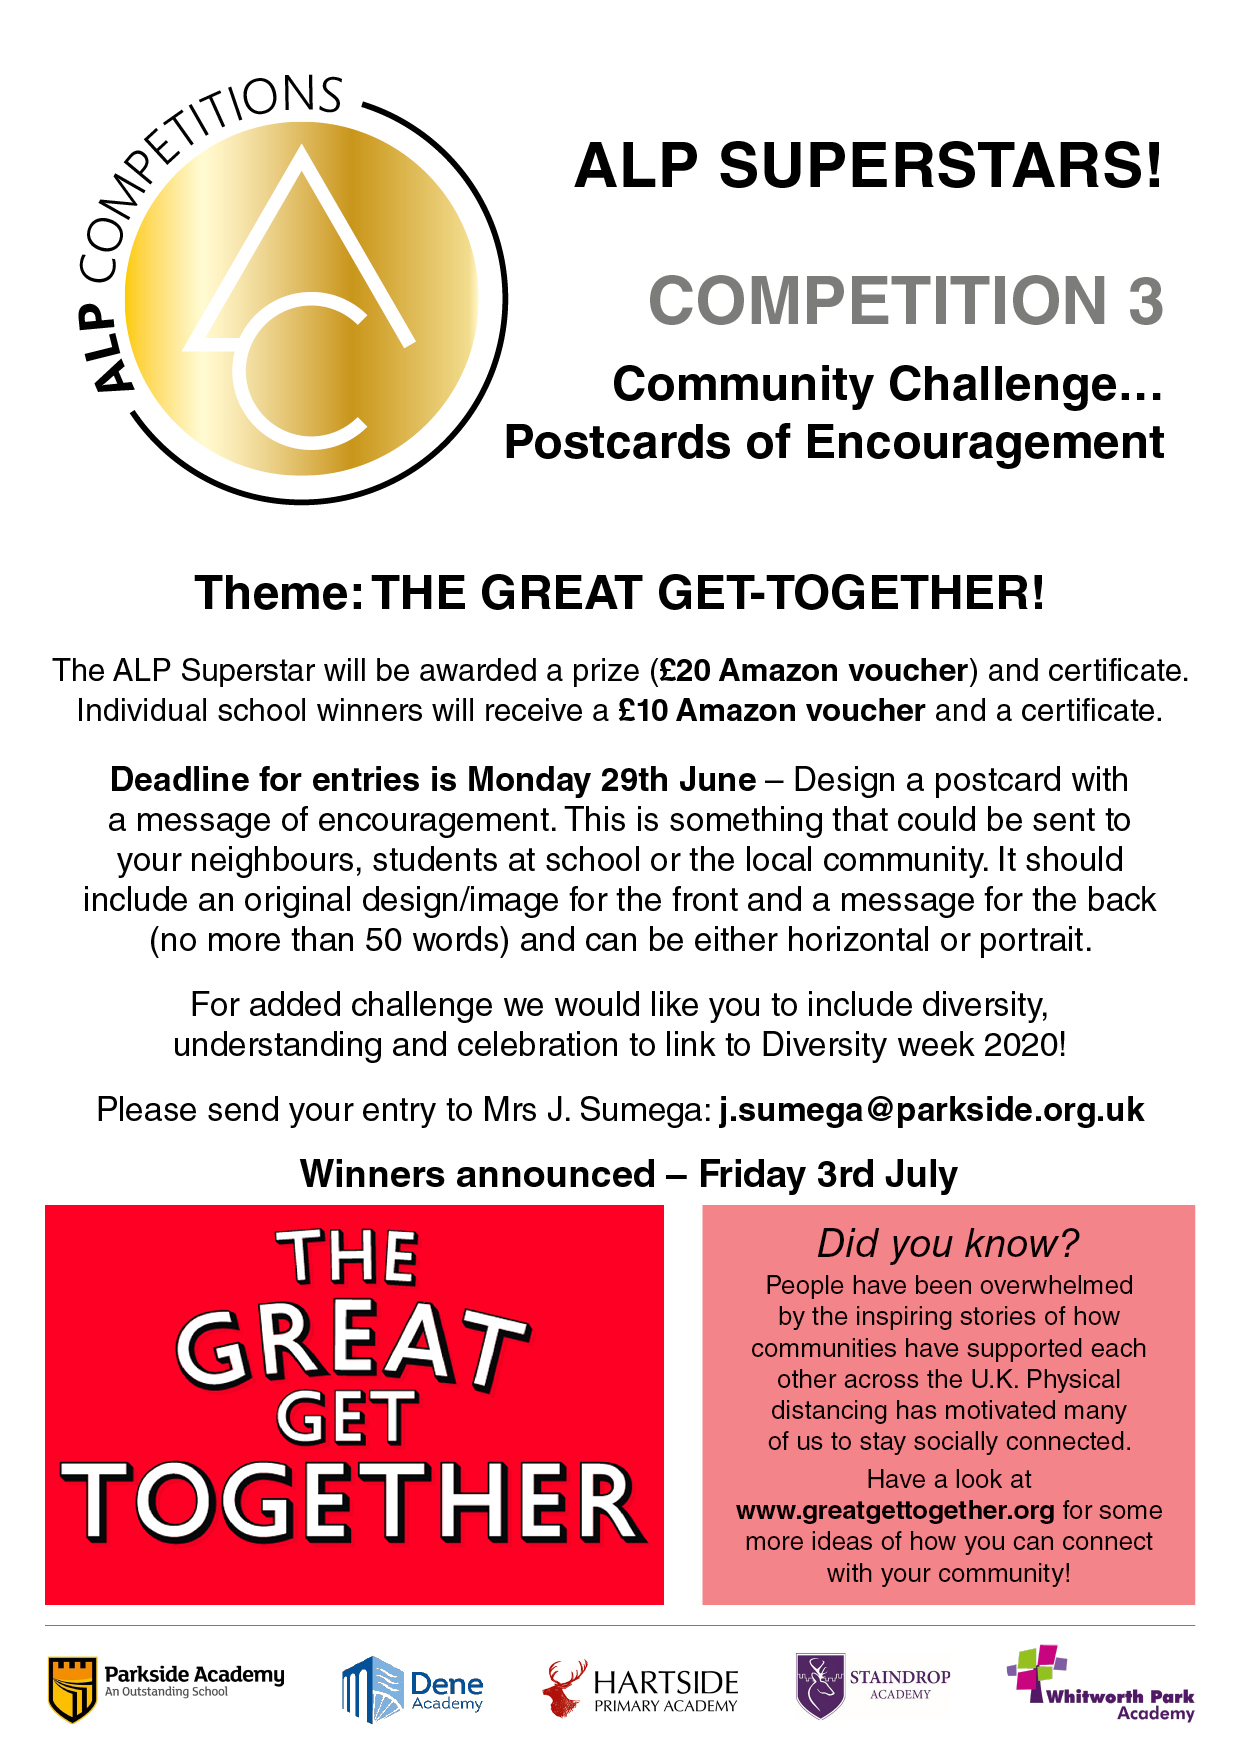 ALP COMPETITIONS
ALP SUPERSTARS!
COMPETITION 3
Community Challenge…
Postcards of Encouragement
Theme: THE GREAT GET-TOGETHER!
The ALP Superstar will be awarded a prize (£20 Amazon voucher) and certificate.
Individual school winners will receive a £10 Amazon voucher and a certificate.
Deadline for entries is Monday 29th June – Design a postcard with
a message of encouragement. This is something that could be sent to
your neighbours, students at school or the local community. It should
include an original design/image for the front and a message for the back
(no more than 50 words) and can be either horizontal or portrait.
For added challenge we would like you to include diversity,
understanding and celebration to link to Diversity week 2020!
Please send your entry to Mrs J. Sumega: j.sumega@parkside.org.uk
Winners announced – Friday 3rd July
THE
GREAT
GET
TOGETHER
Did you know?
People have been overwhelmed
by the inspiring stories of how
communities have supported each
other across the U.K. Physical
distancing has motivated many
of us to stay socially connected.
Have a look at
www.greatgettogether.org for some
more ideas of how you can connect
with your community!
Parkside Academy
An Outstanding School
Dene
Academy
HARTSIDE
PRIMARY ACADEMY
STAINDROP
ACADEMY
Whitworth Park
Academy